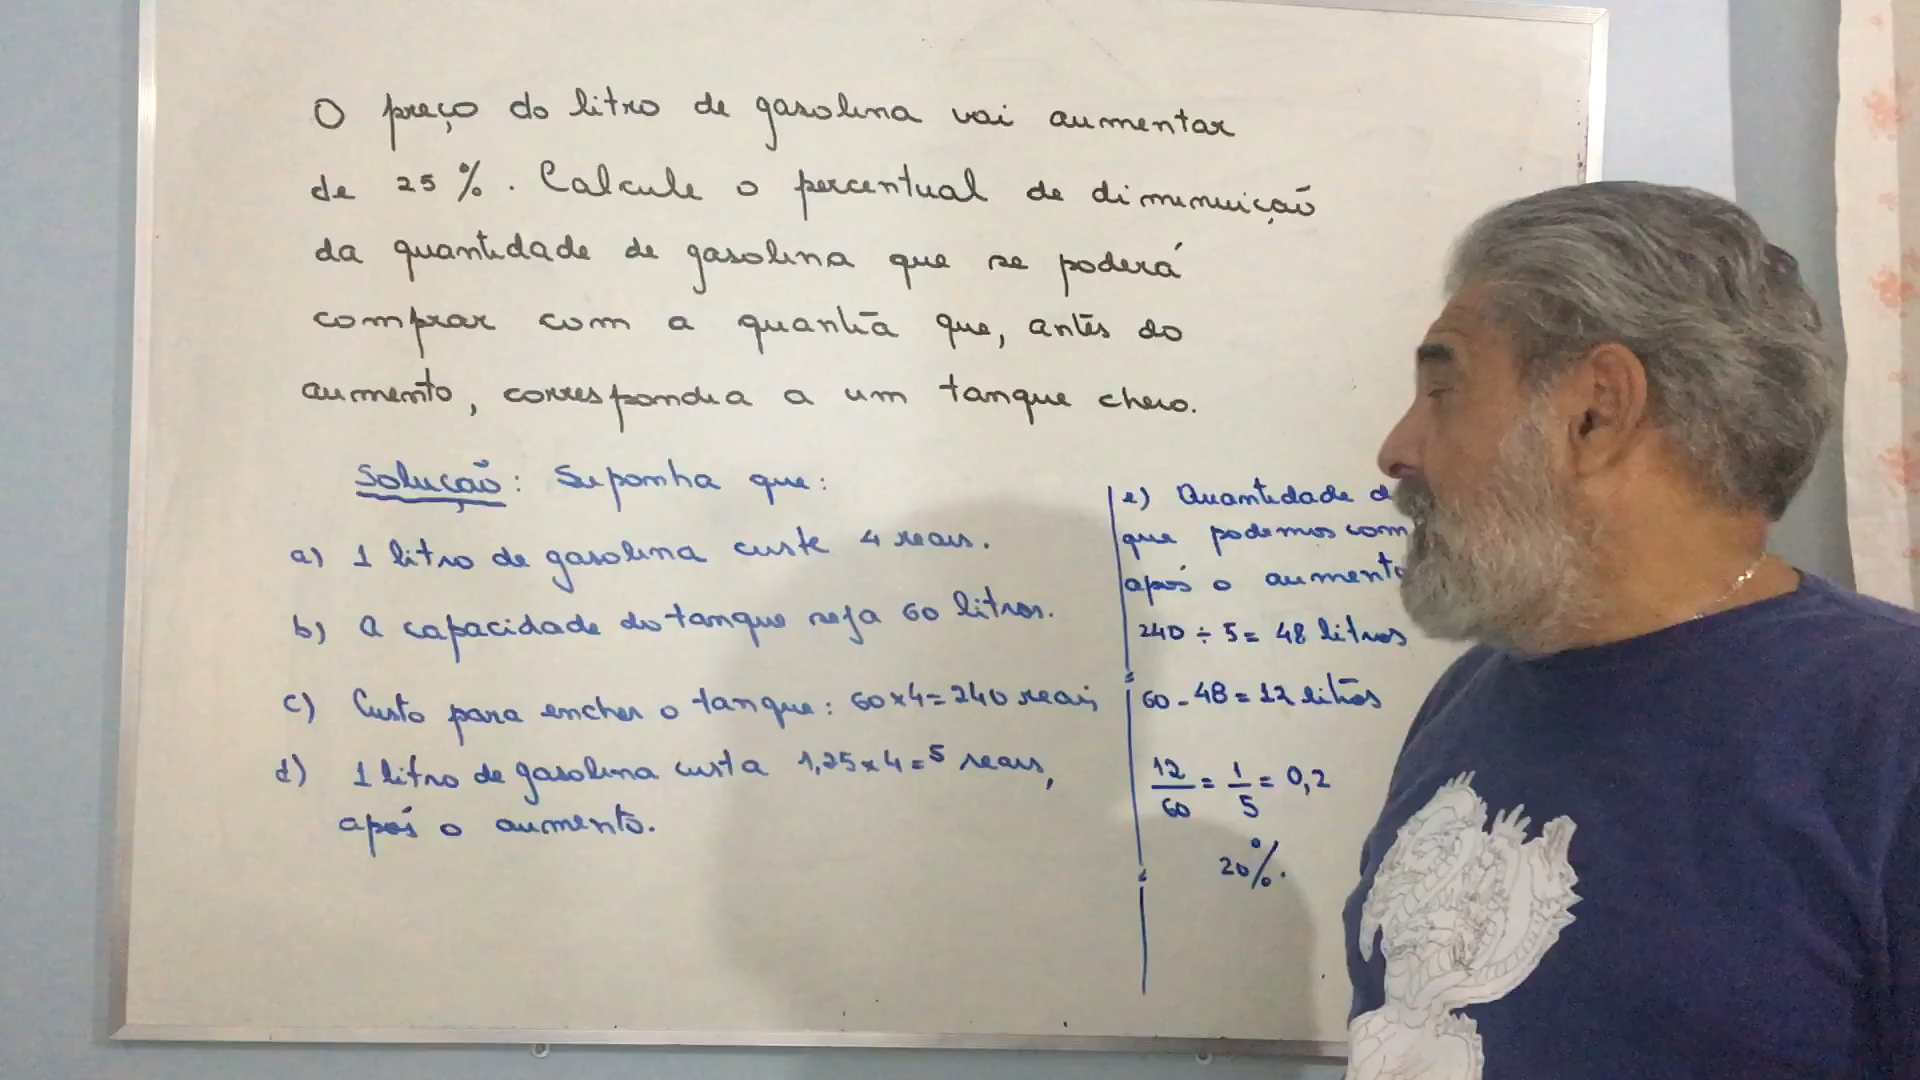 O preço do litro de gasolina vai aumentar
de 25%. Calcule o percentual de diminuição
da quantidade de gasolina que se poderá
comprar com a quantia que, antes do
aumento, correspondia a um tanque cheio.
Solução: Suponha que:
a) 1 litro de gasolina custe 4 reais.
b) A capacidade do tanque seja 60 litros.
c) Custo para encher o tanque: 60x4=240 reais
d) 1 litro de gasolina custa 1,25x4=5 reais,
após o aumento.
e) Quantidade d
que podemos com
após o aumento
240 ÷ 5 = 48 litros
60 - 48 = 12 litros
12/60 = 1/5 = 0,2
20%.